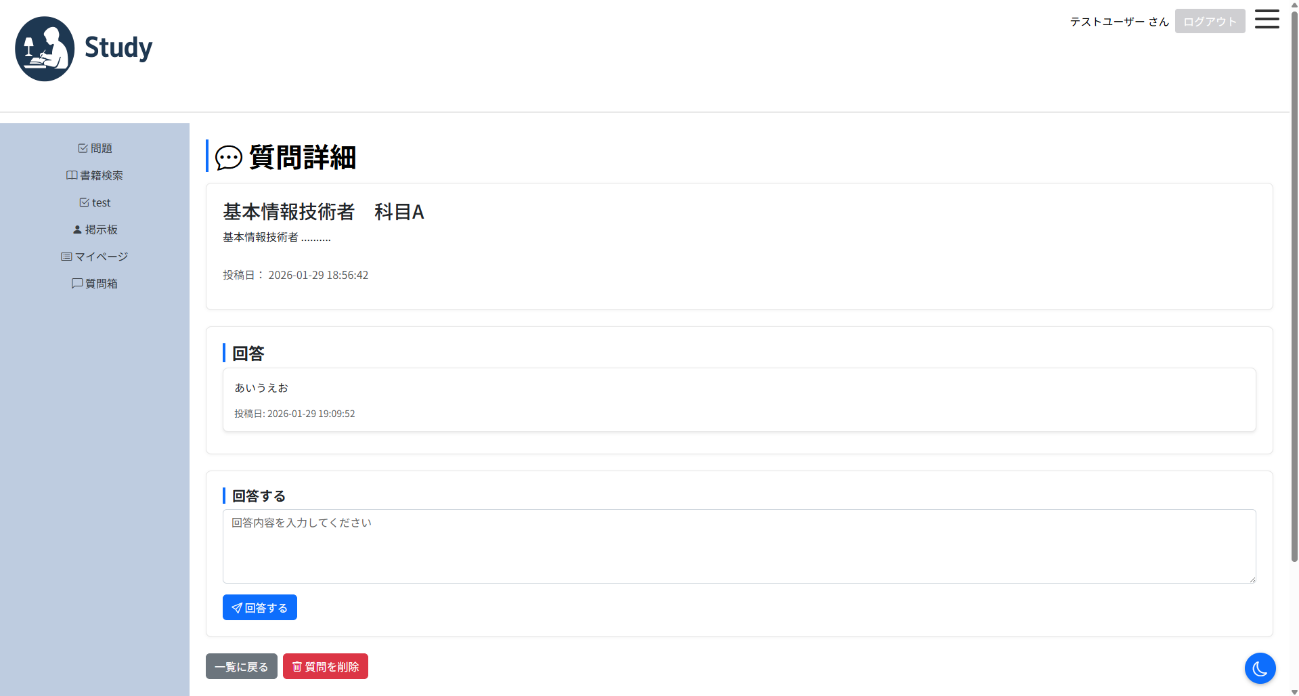 Study
テストユーザー さん
ログアウト
問題
書籍検索
test
掲示板
マイページ
質問箱
質問詳細
基本情報技術者　科目A
基本情報技術者 ..........
投稿日： 2026-01-29 18:56:42
回答
あいうえお
投稿日: 2026-01-29 19:09:52
回答する
回答内容を入力してください
回答する
一覧に戻る
質問を削除